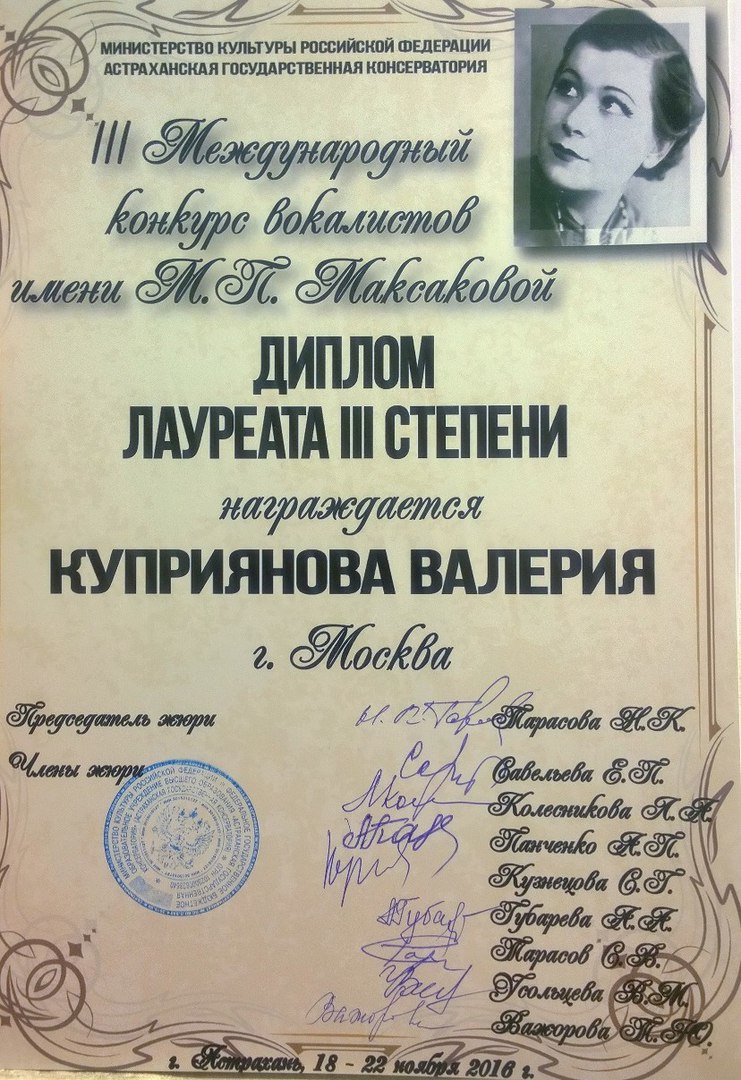 МИНИСТЕРСТВО КУЛЬТУРЫ РОССИЙСКОЙ ФЕДЕРАЦИИ
АСТРАХАНСКАЯ ГОСУДАРСТВЕННАЯ КОНСЕРВАТОРИЯ
III Международный
конкурс вокалистов
имени М.П. Максаковой
ДИПЛОМ
ЛАУРЕАТА III СТЕПЕНИ
награждается
КУПРИЯНОВА ВАЛЕРИЯ
г. Москва
Председатель жюри
Тарасова Н.К.
Члены жюри
Савельева Е.П.
Колесникова Л.А.
Панченко А.П.
Кузнецова С.Г.
Губарева А.А.
Тарасов С.В.
Усольцева В.М.
Важорова Т.Ю.
г. Астрахань, 18 - 22 ноября 2016 г.